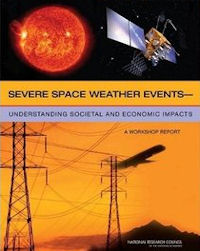 SEVERE SPACE WEATHER EVENTS—
UNDERSTANDING SOCIETAL AND ECONOMIC IMPACTS
A WORKSHOP REPORT
NATIONAL RESEARCH COUNCIL